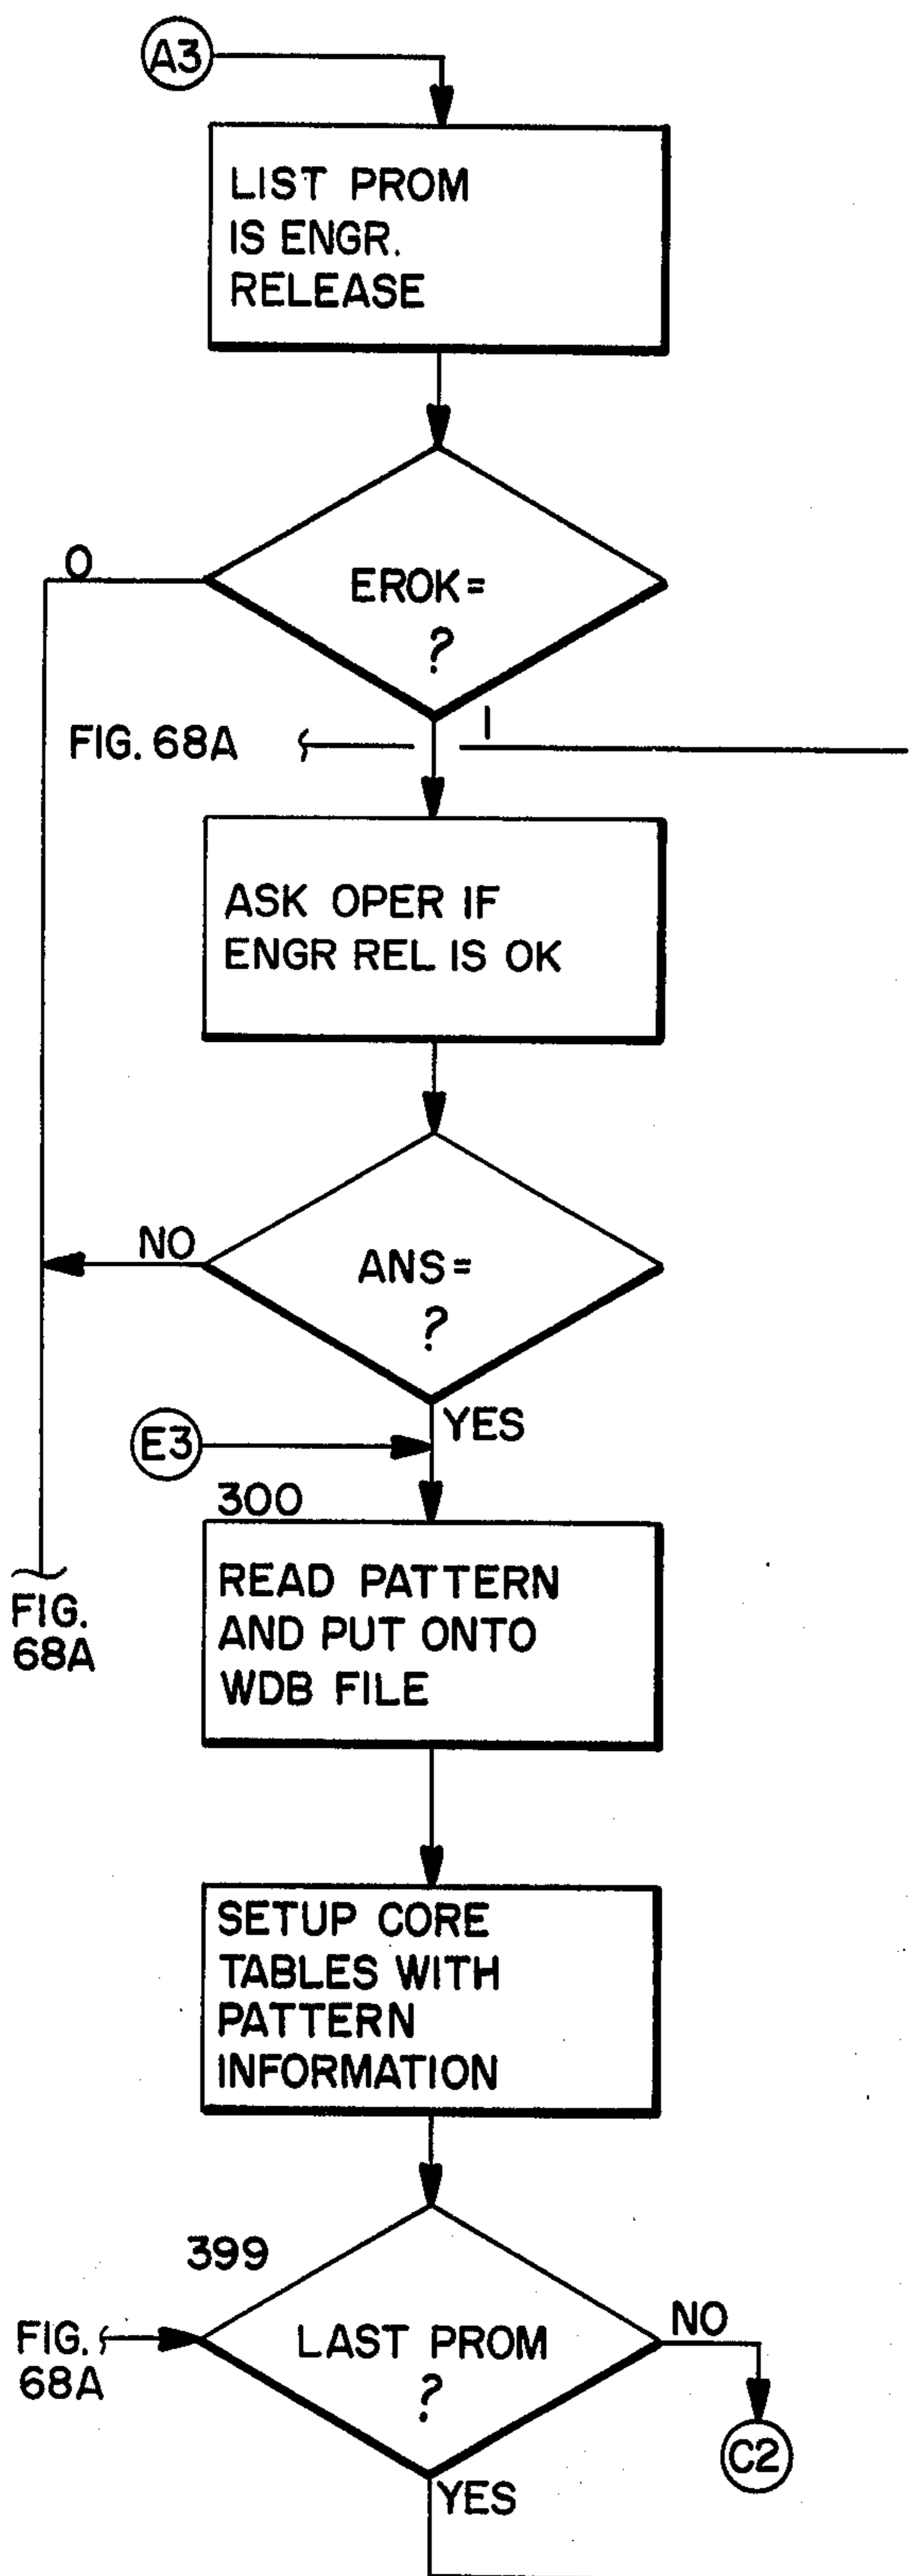 A3
LIST PROM
IS ENGR.
RELEASE
0
EROK=
?
1
FIG. 68A
ASK OPER IF
ENGR REL IS OK
NO
ANS=
?
YES
E3
300
READ PATTERN
AND PUT ONTO
WDB FILE
FIG.
68A
SETUP CORE
TABLES WITH
PATTERN
INFORMATION
399
FIG.
68A
LAST PROM
?
NO
C2
YES